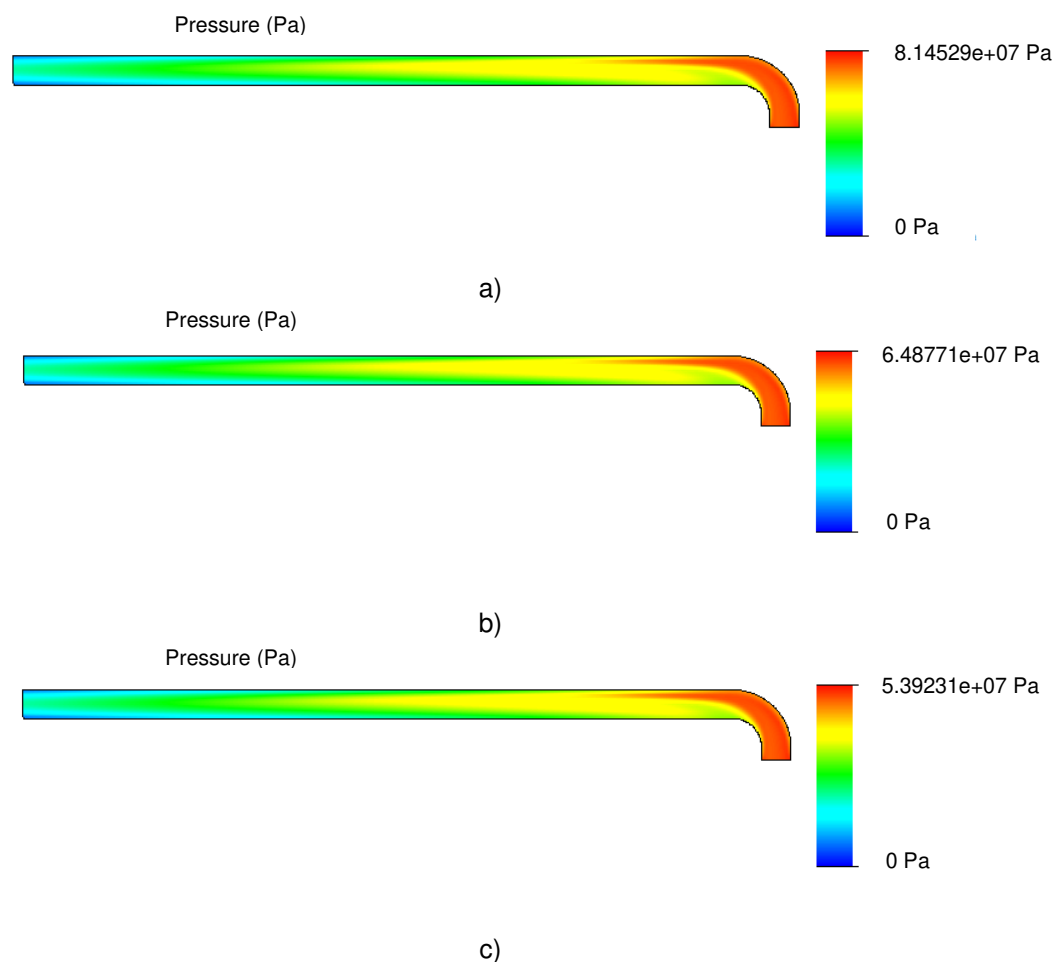 Pressure (Pa)
8.14529e+07 Pa
0 Pa
a)
Pressure (Pa)
6.48771e+07 Pa
0 Pa
b)
Pressure (Pa)
5.39231e+07 Pa
0 Pa
c)